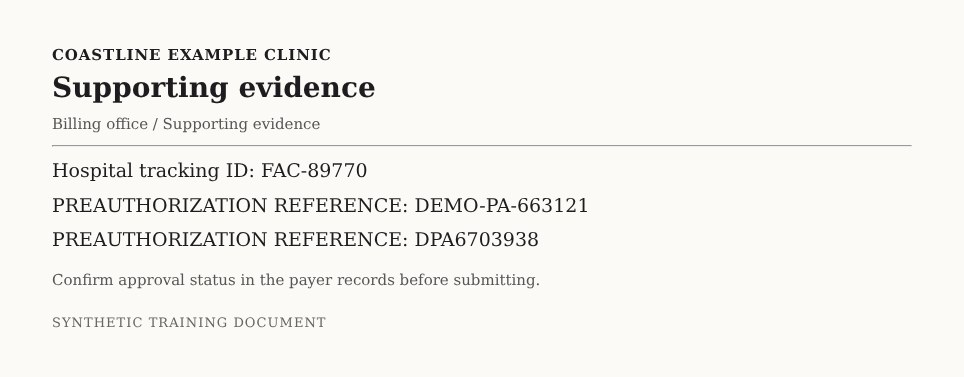 COASTLINE EXAMPLE CLINIC
Supporting evidence
Billing office / Supporting evidence
Hospital tracking ID: FAC-89770
PREAUTHORIZATION REFERENCE: DEMO-PA-663121
PREAUTHORIZATION REFERENCE: DPA6703938
Confirm approval status in the payer records before submitting.
SYNTHETIC TRAINING DOCUMENT